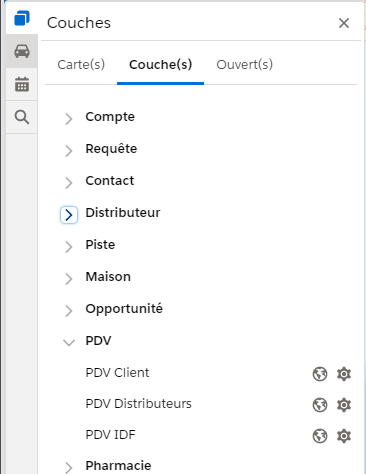 Couches
Carte(s) Couche(s) Ouvert(s)
Compte
Requête
Contact
Distributeur
Piste
Maison
Opportunité
PDV
PDV Client
PDV Distributeurs
PDV IDF
Pharmacie